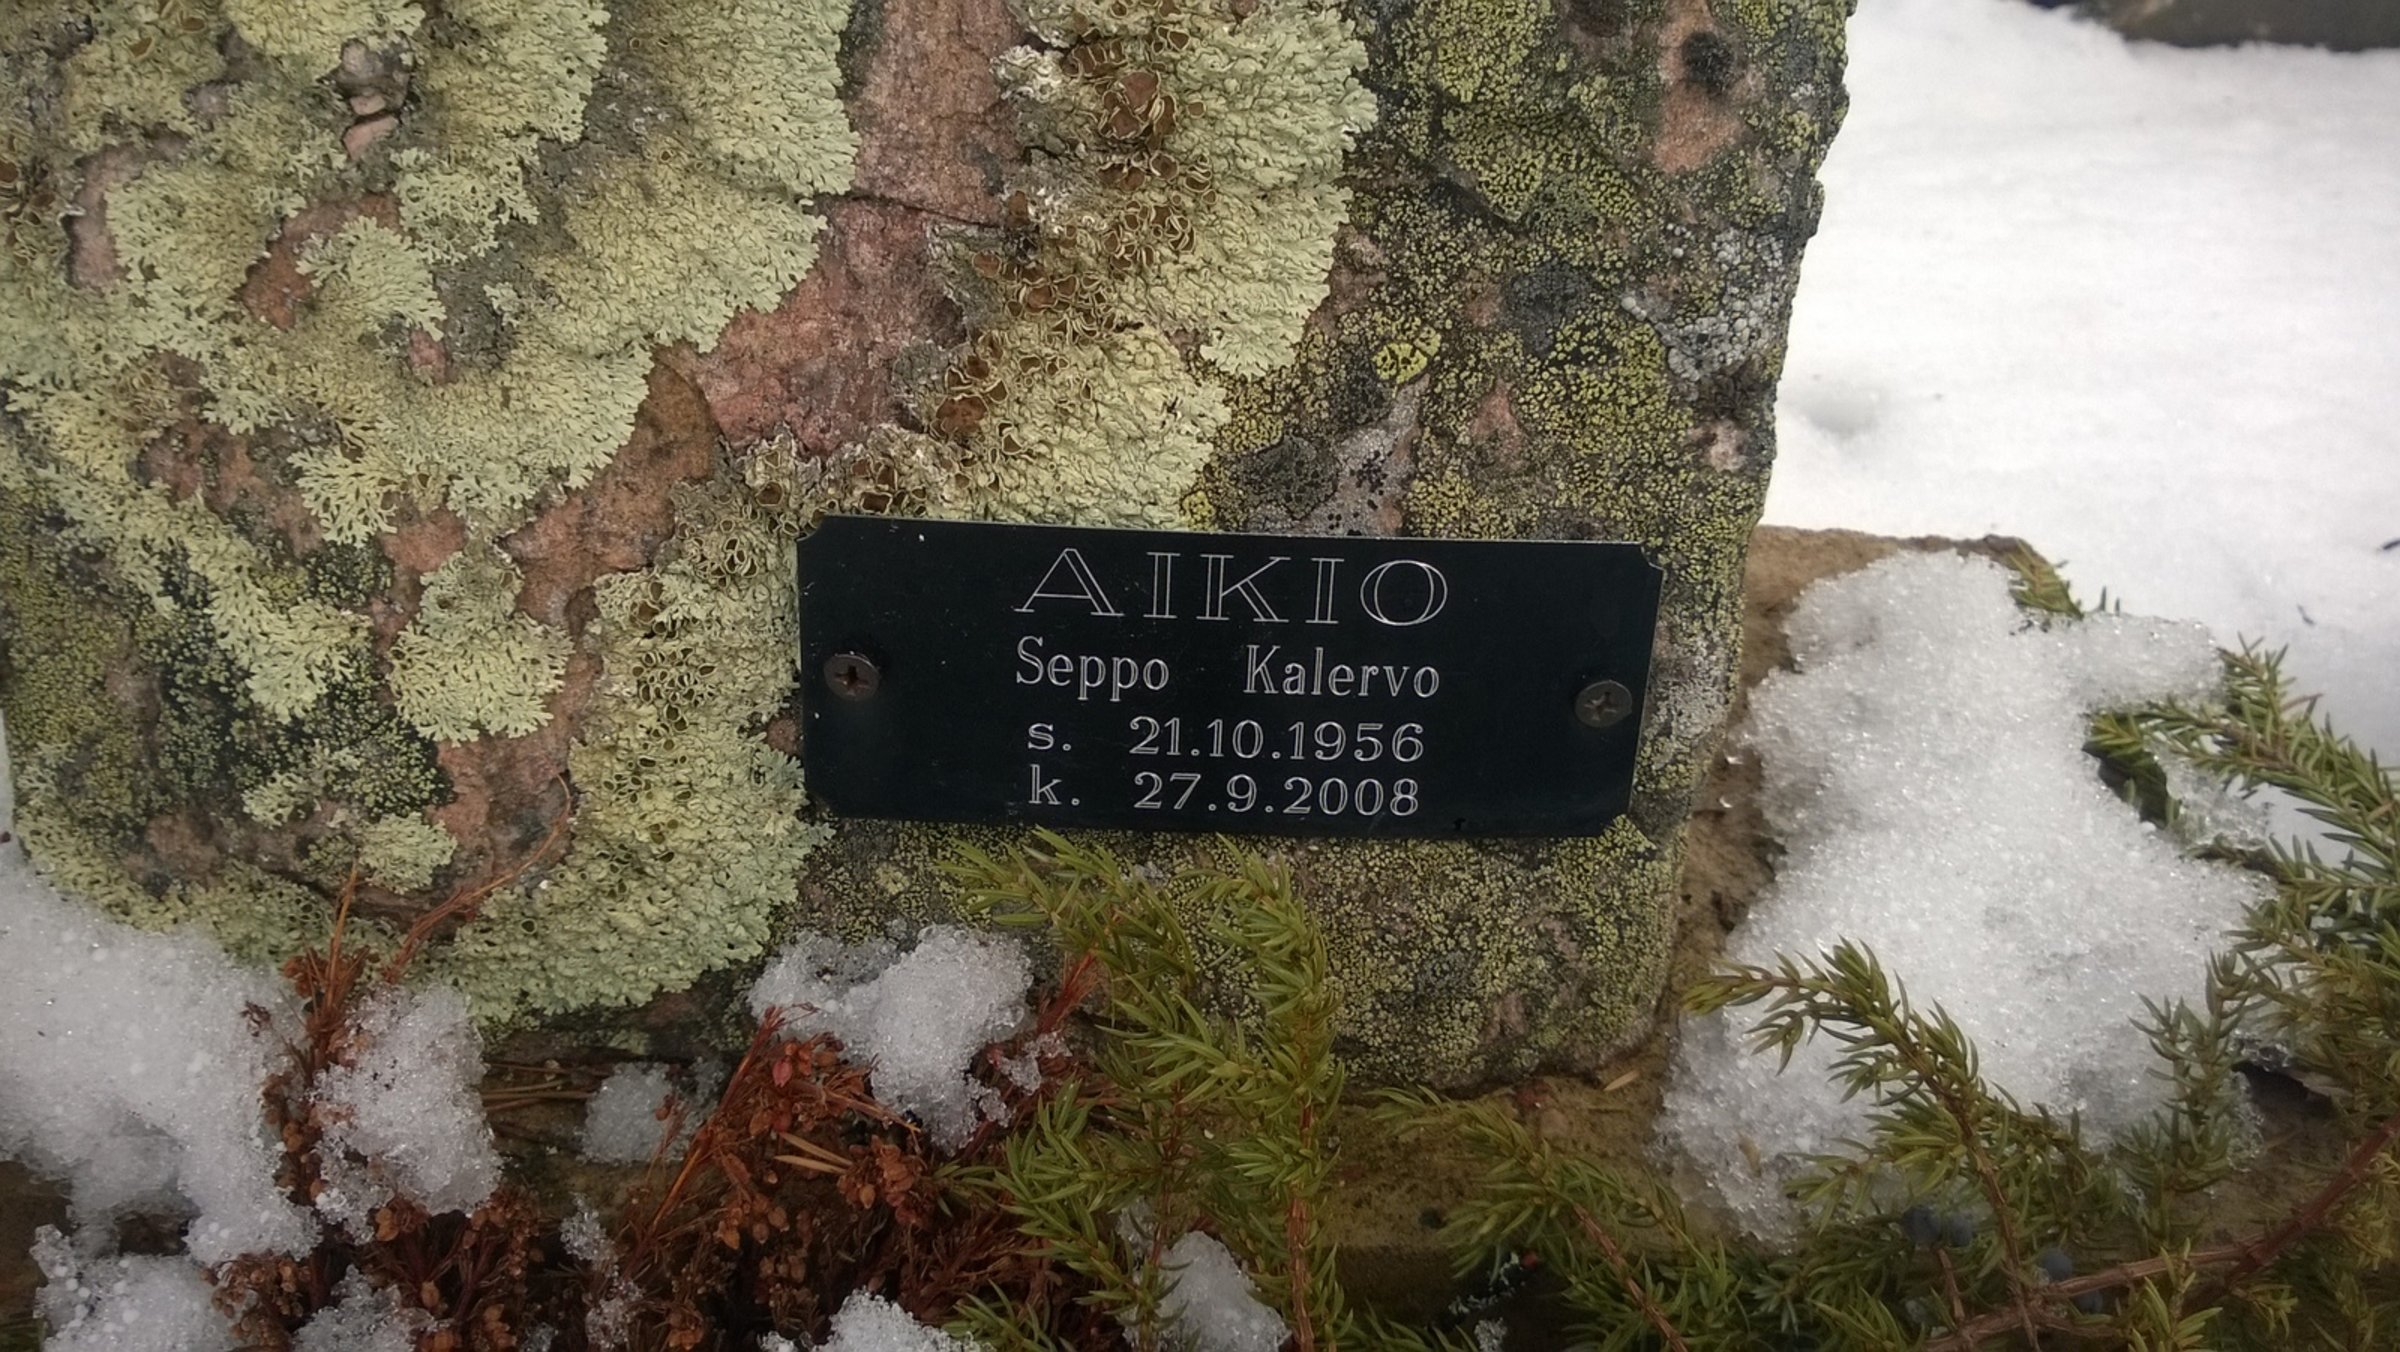 AIKIO
Seppo Kalervo
s. 21.10.1956
k. 27.9.2008